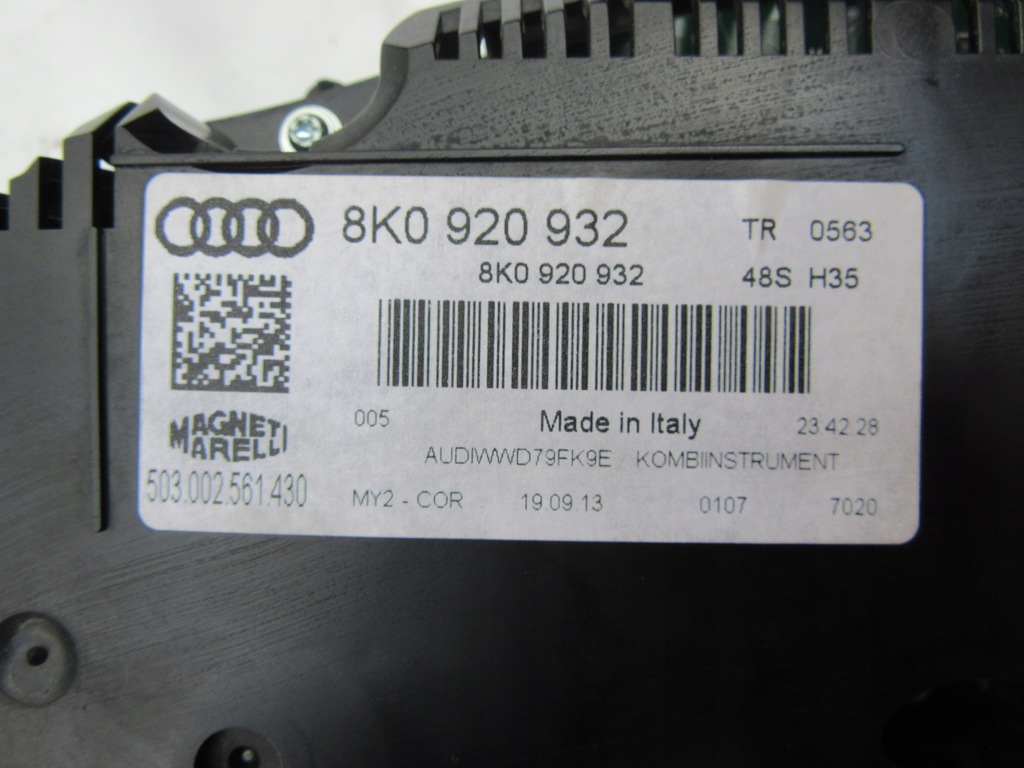 8K0 920 932 TR 0563
8K0 920 932 48S H35
005 Made in Italy 23 42 28
MAGNETI
MARELLI
AUDIWWD79FK9E KOMBIINSTRUMENT
503.002.561.430
MY2 - COR 19.09.13 0107 7020